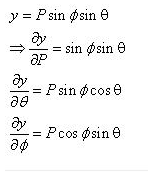 y = P sin ϕ sin θ
⇒ ∂y/∂P = sin ϕ sin θ
∂y/∂θ = P sin ϕ cos θ
∂y/∂ϕ = P cos ϕ sin θ